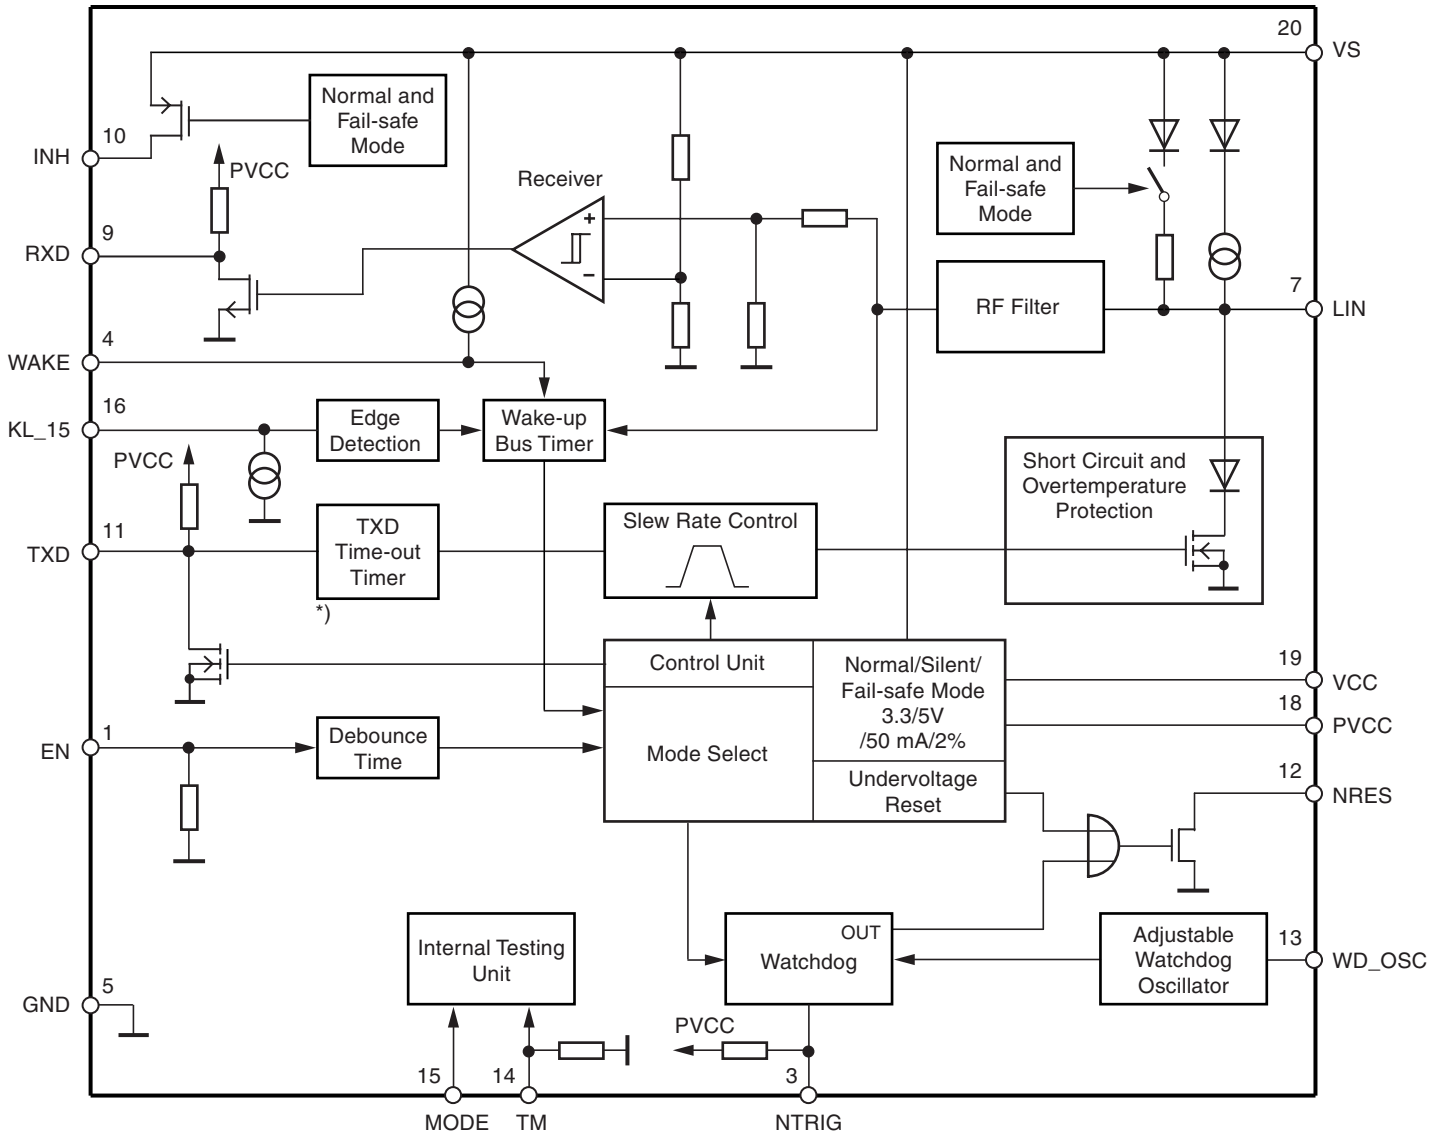 20
VS
Normal and
Fail-safe
Mode
10
INH
PVCC
Normal and
Fail-safe
Mode
Receiver
+
−
9
RXD
RF Filter
7
LIN
4
WAKE
16
KL_15
Edge
Detection
Wake-up
Bus Timer
PVCC
Short Circuit and
Overtemperature
Protection
11
TXD
TXD
Time-out
Timer
*)
Slew Rate Control
Control Unit
Normal/Silent/
Fail-safe Mode
3.3/5V
/50 mA/2%
19
VCC
18
PVCC
1
EN
Debounce
Time
Mode Select
Undervoltage
Reset
12
NRES
Internal Testing
Unit
OUT
Watchdog
Adjustable
Watchdog
Oscillator
13
WD_OSC
5
GND
PVCC
15
14
3
MODE
TM
NTRIG